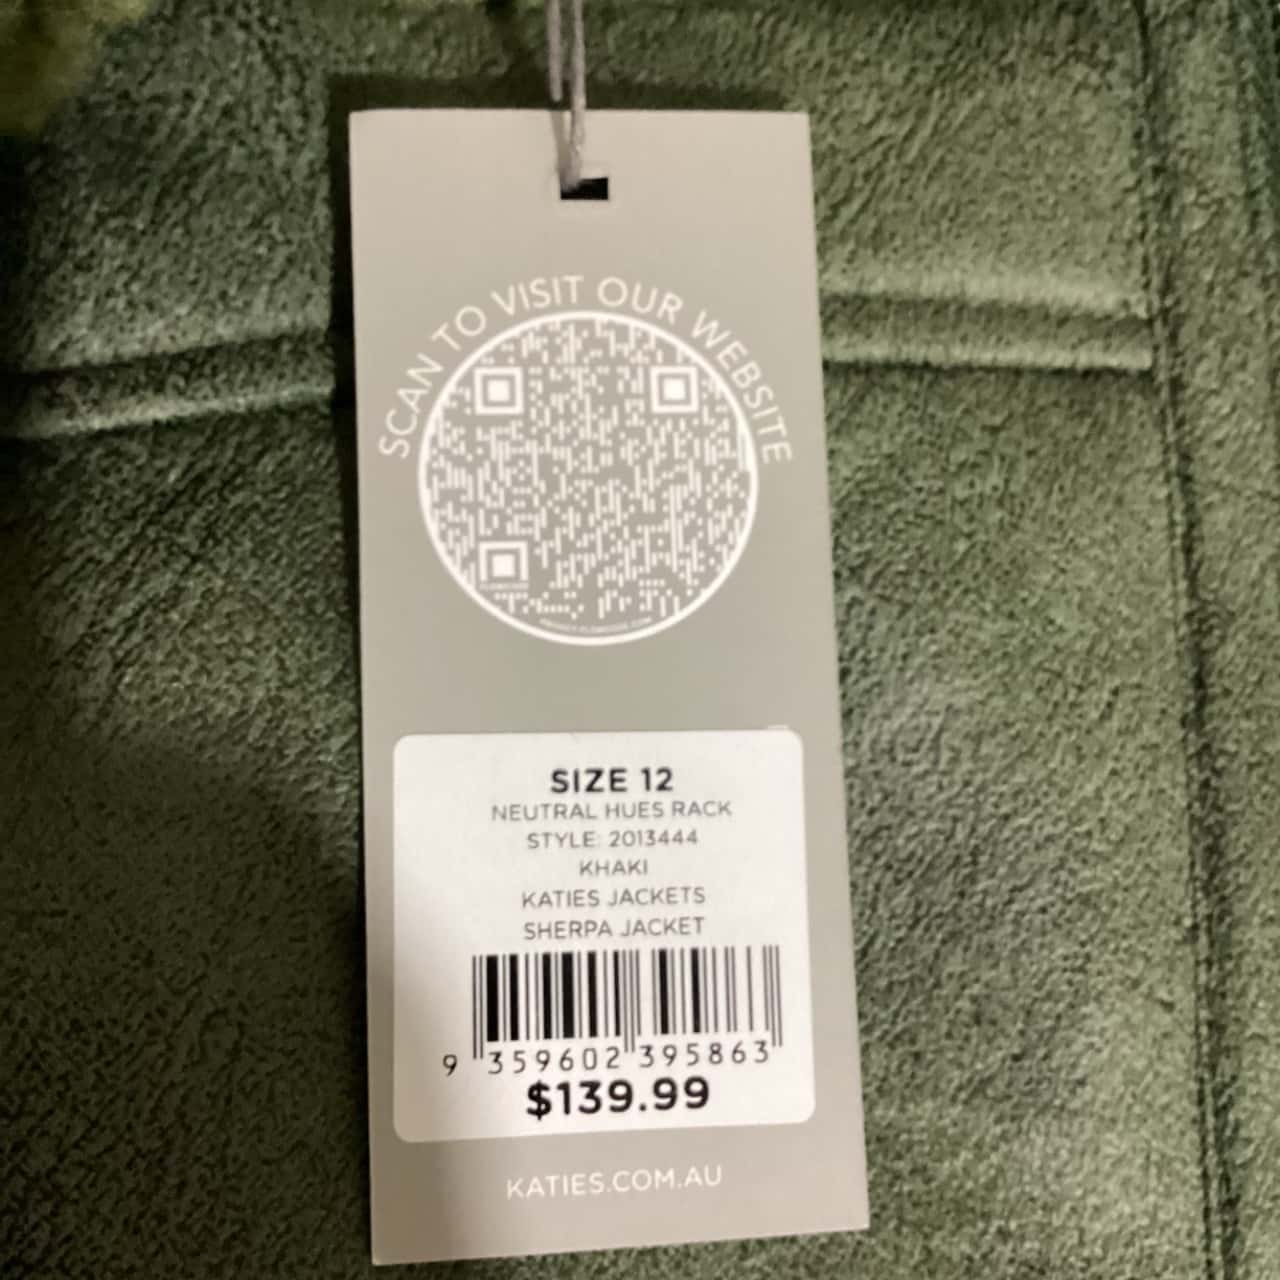 SCAN TO VISIT OUR WEBSITE
SIZE 12
NEUTRAL HUES RACK
STYLE: 2013444
KHAKI
KATIES JACKETS
SHERPA JACKET
9 359602 395863
$139.99
KATIES.COM.AU